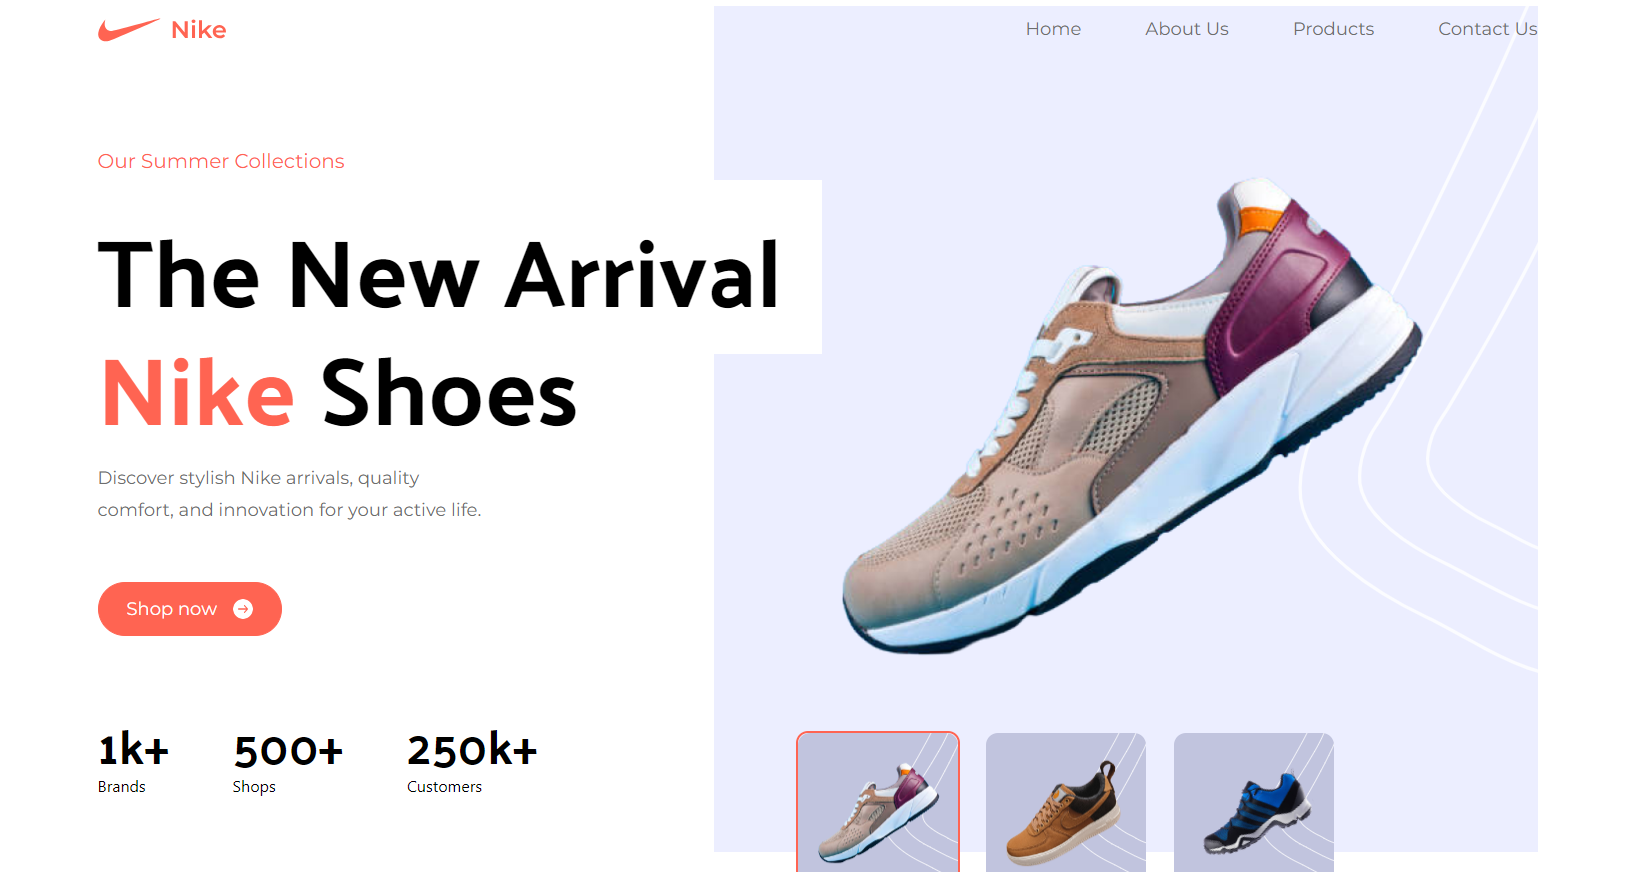 Nike
Home
About Us
Products
Contact Us
Our Summer Collections
The New Arrival
Nike Shoes
Discover stylish Nike arrivals, quality
comfort, and innovation for your active life.
Shop now
1k+
Brands
500+
Shops
250k+
Customers